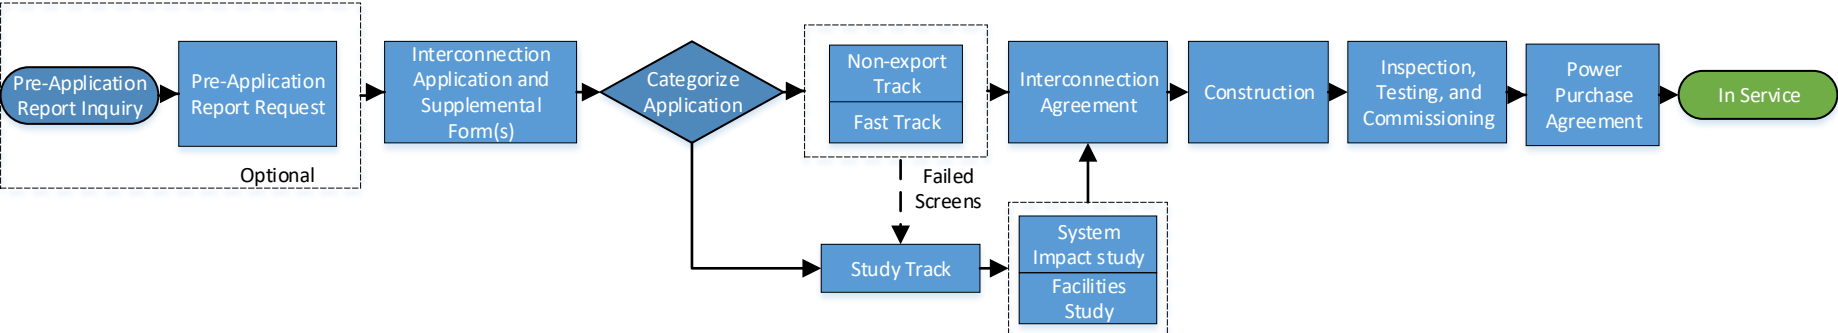 Pre-Application
Report Inquiry
Pre-Application
Report Request
Optional
Interconnection
Application and
Supplemental
Form(s)
Categorize
Application
Non-export
Track
Fast Track
Failed
Screens
Study Track
System
Impact study
Facilities
Study
Interconnection
Agreement
Construction
Inspection,
Testing, and
Commissioning
Power
Purchase
Agreement
In Service